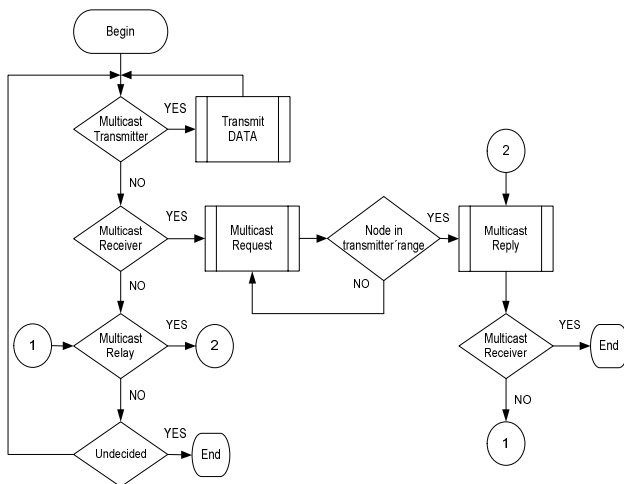 Begin
Multicast
Transmitter
YES
Transmit
DATA
NO
2
Multicast
Receiver
YES
Multicast
Request
Node in
transmitter´range
YES
Multicast
Reply
NO
NO
1
Multicast
Relay
YES
2
Multicast
Receiver
YES
End
NO
NO
1
Undecided
YES
End